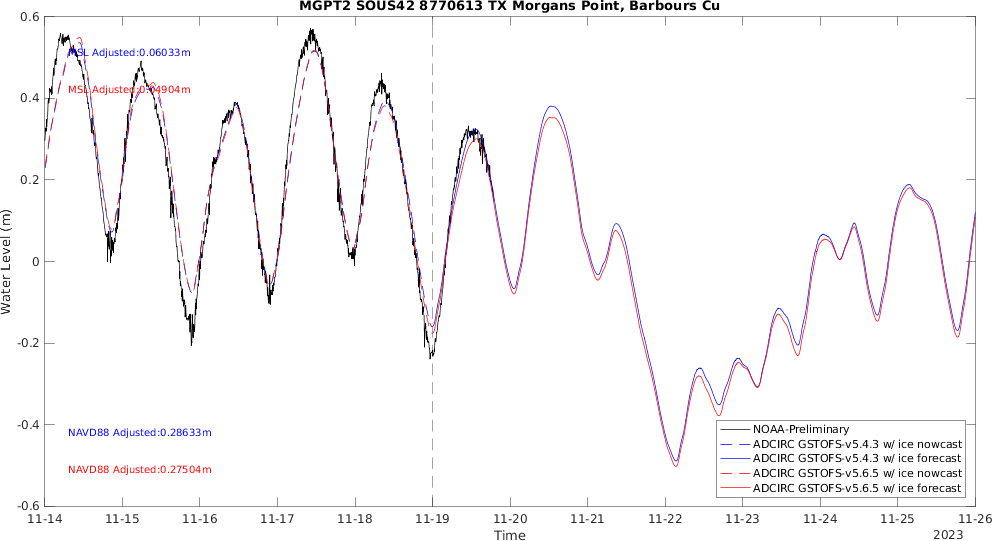 MGPT2 SOUS42 8770613 TX Morgans Point, Barbours Cu
0.6
0.4
0.2
0
-0.2
-0.4
-0.6
Water Level (m)
MSL Adjusted:0.06033m
MSL Adjusted:0.04904m
NAVD88 Adjusted:0.28633m
NAVD88 Adjusted:0.27504m
NOAA-Preliminary
ADCIRC GSTOFS-v5.4.3 w/ ice nowcast
ADCIRC GSTOFS-v5.4.3 w/ ice forecast
ADCIRC GSTOFS-v5.6.5 w/ ice nowcast
ADCIRC GSTOFS-v5.6.5 w/ ice forecast
11-14 11-15 11-16 11-17 11-18 11-19 11-20 11-21 11-22 11-23 11-24 11-25 11-26
Time
2023